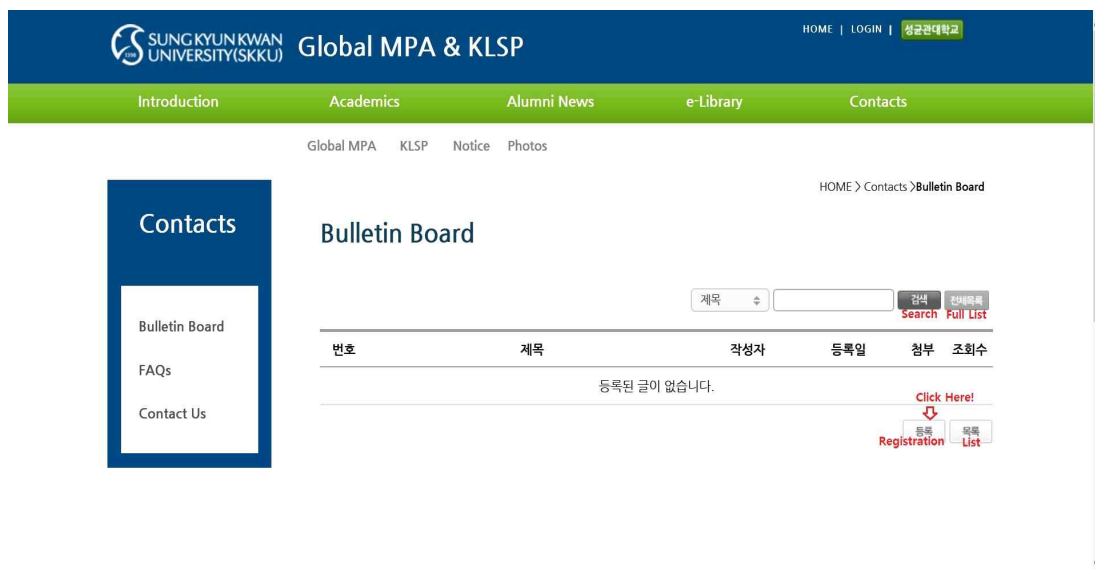 SUNGKYUNKWAN UNIVERSITY(SKKU) Global MPA & KLSP
HOME | LOGIN | 성균관대학교
Introduction Academics Alumni News e-Library Contacts
Global MPA KLSP Notice Photos
HOME > Contacts >Bulletin Board
Contacts
Bulletin Board
FAQs
Contact Us
Bulletin Board
제목 검색 전체목록
Search Full List
번호 제목 작성자 등록일 첨부 조회수
등록된 글이 없습니다.
Click Here!
등록 목록
Registration List